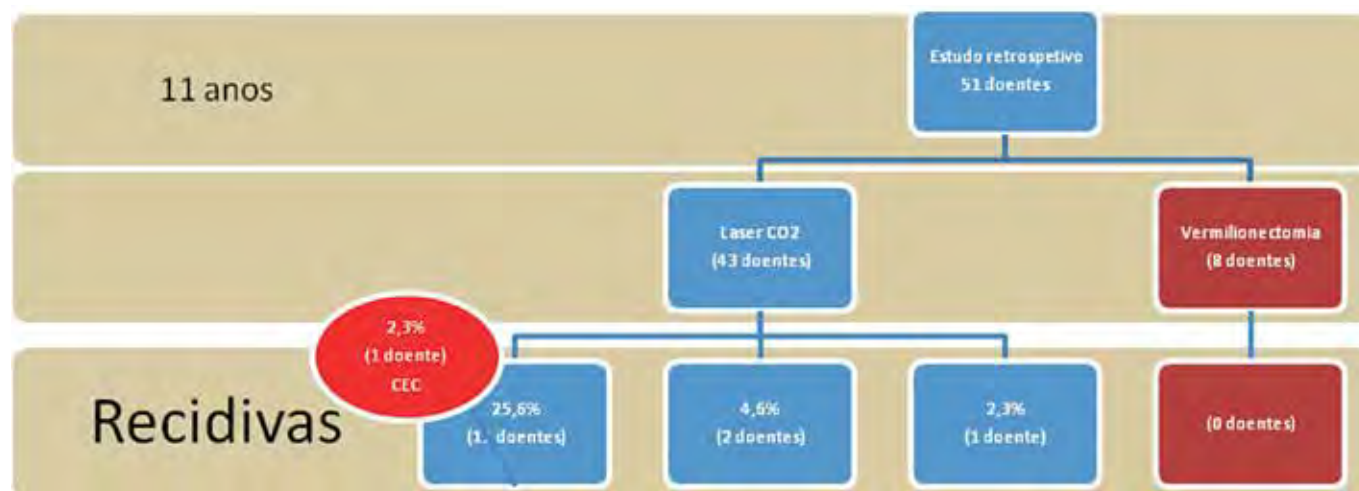 11 anos
Estudo retrospetivo
51 doentes
Laser CO2
(43 doentes)
Vermilionectomia
(8 doentes)
2,3%
(1 doente)
CEC
Recidivas
25,6%
doentes)
4,6%
(2 doentes)
2,3%
(1 doente)
(0 doentes)